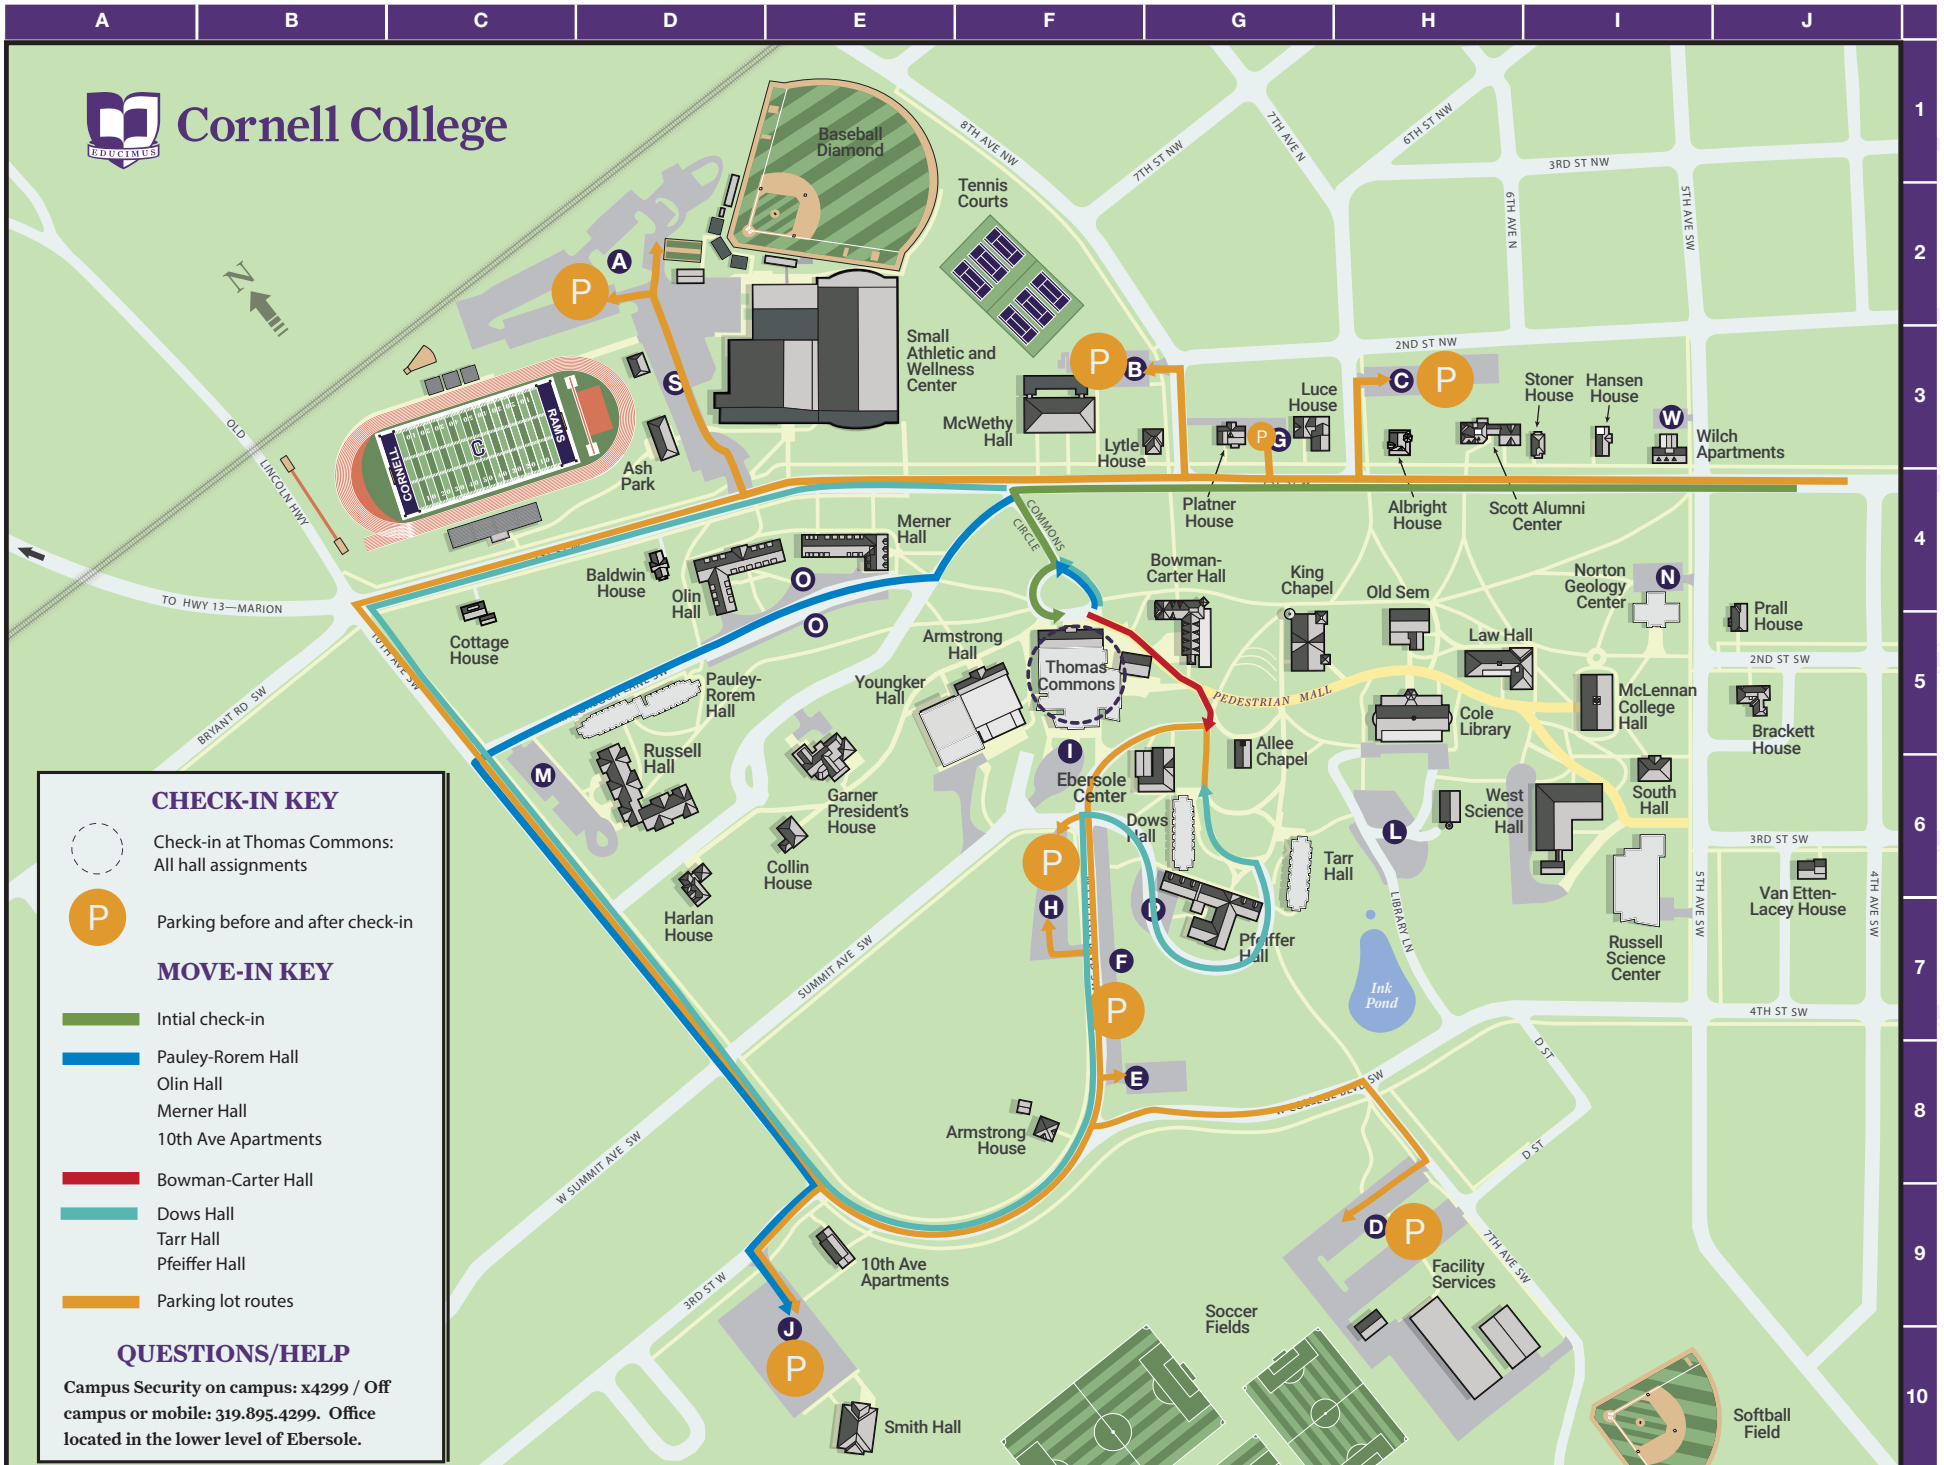 A B C D E F G H I J
1
2
3
4
5
6
7
8
9
10
EDUCIMUS
Cornell College
N
Baseball
Diamond
8TH AVE NW
7TH ST NW
7TH AVE N
6TH ST NW
3RD ST NW
6TH AVE N
5TH AVE SW
Tennis
Courts
A
P
S
Small
Athletic and
Wellness
Center
P
B
McWethy
Hall
Lytle
House
2ND ST NW
Luce
House
P
G
C
P
Stoner
House
Hansen
House
W
Wilch
Apartments
Platner
House
Albright
House
Scott Alumni
Center
OLD
LINCOLN HWY
CORNELL
C
RAMS
Ash
Park
TO HWY 13—MARION
BRYANT RD SW
10TH AVE SW
Cottage
House
Baldwin
House
Olin
Hall
Merner
Hall
O
O
COMMONS
CIRCLE
Bowman-
Carter Hall
King
Chapel
Old Sem
Law Hall
Norton
Geology
Center
N
Prall
House
2ND ST SW
Armstrong
Hall
Youngker
Hall
Thomas
Commons
PEDESTRIAN MALL
Cole
Library
McLennan
College
Hall
Brackett
House
Pauley-
Rorem
Hall
Russell
Hall
M
Garner
President's
House
Collin
House
Harlan
House
I
Ebersole
Center
Allee
Chapel
Dows
Hall
Tarr
Hall
L
West
Science
Hall
South
Hall
3RD ST SW
Van Etten-
Lacey House
4TH AVE SW
5TH AVE SW
P
H
P
Pfeiffer
Hall
F
P
E
LIBRARY LN
Ink
Pond
Russell
Science
Center
4TH ST SW
SUMMIT AVE SW
W SUMMIT AVE SW
Armstrong
House
W COLLEGE BLVD SW
D ST
D ST
D
P
7TH AVE SW
Facility
Services
10th Ave
Apartments
3RD ST W
J
P
Smith Hall
Soccer
Fields
Softball
Field
CHECK-IN KEY
Check-in at Thomas Commons:
All hall assignments
P
Parking before and after check-in
MOVE-IN KEY
Intial check-in
Pauley-Rorem Hall
Olin Hall
Merner Hall
10th Ave Apartments
Bowman-Carter Hall
Dows Hall
Tarr Hall
Pfeiffer Hall
Parking lot routes
QUESTIONS/HELP
Campus Security on campus: x4299 / Off
campus or mobile: 319.895.4299. Office
located in the lower level of Ebersole.